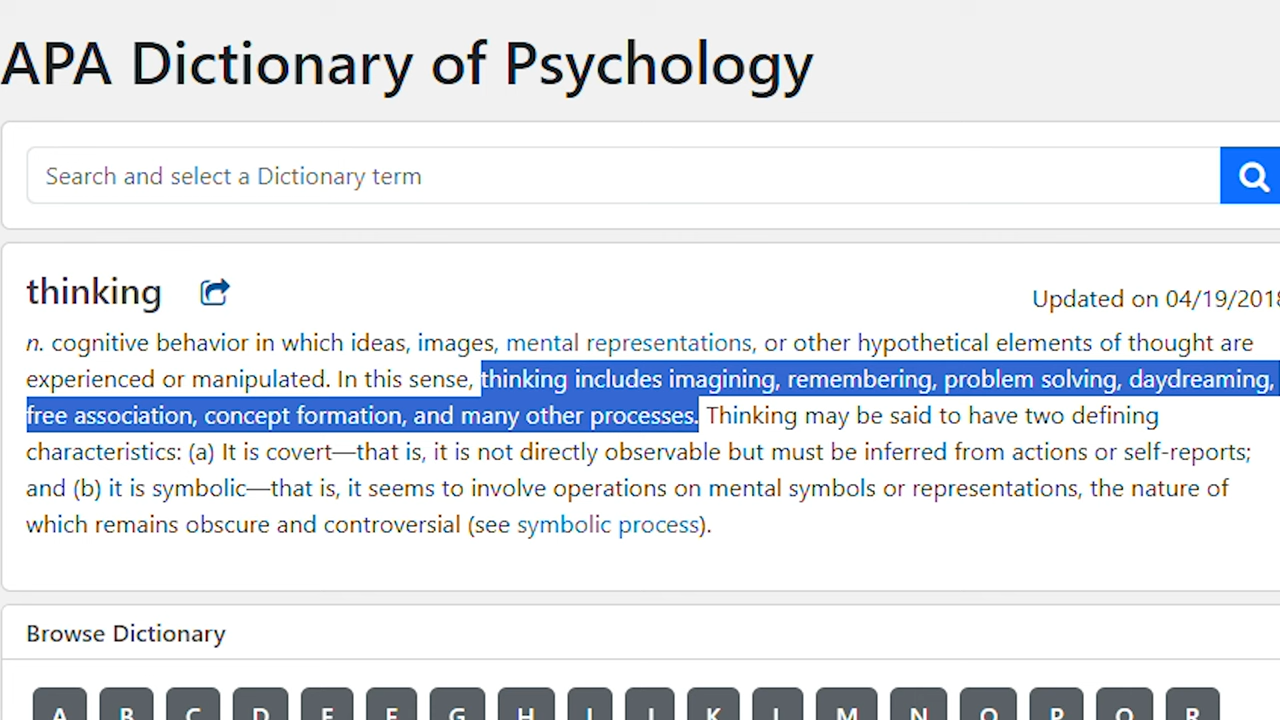 APA Dictionary of Psychology
Search and select a Dictionary term
thinking
Updated on 04/19/2018
n. cognitive behavior in which ideas, images, mental representations, or other hypothetical elements of thought are
experienced or manipulated. In this sense, thinking includes imagining, remembering, problem solving, daydreaming,
free association, concept formation, and many other processes. Thinking may be said to have two defining
characteristics: (a) It is covert—that is, it is not directly observable but must be inferred from actions or self-reports;
and (b) it is symbolic—that is, it seems to involve operations on mental symbols or representations, the nature of
which remains obscure and controversial (see symbolic process).
Browse Dictionary
A B C D E F G H I J K L M N O P Q R